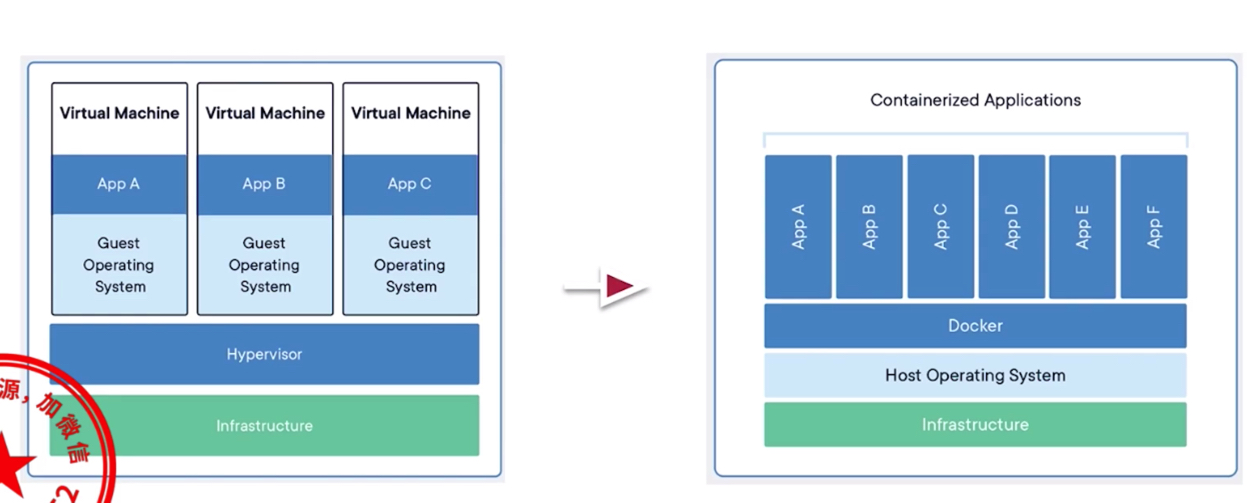 Virtual Machine
Virtual Machine
Virtual Machine
App A
App B
App C
Guest
Operating
System
Guest
Operating
System
Guest
Operating
System
Hypervisor
Infrastructure
Containerized Applications
App A
App B
App C
App D
App E
App F
Docker
Host Operating System
Infrastructure
源，加微信